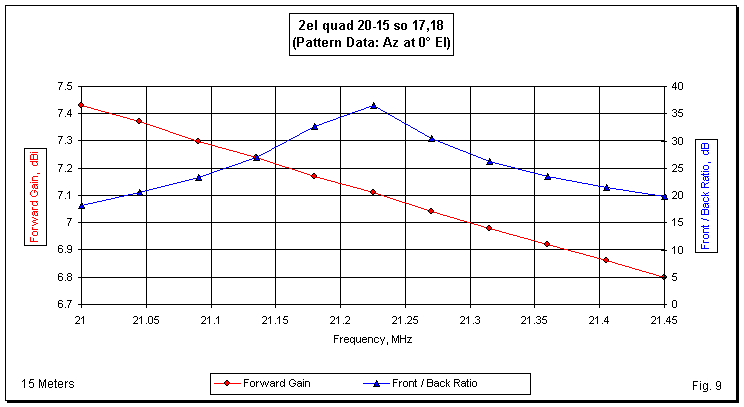 2el quad 20-15 so 17,18
(Pattern Data: Az at 0° El)
Forward Gain, dBi
7.5
7.4
7.3
7.2
7.1
7
6.9
6.8
6.7
40
35
30
25
20
15
10
5
0
Front / Back Ratio, dB
21 21.05 21.1 21.15 21.2 21.25 21.3 21.35 21.4 21.45
Frequency, MHz
15 Meters
Forward Gain Front / Back Ratio
Fig. 9